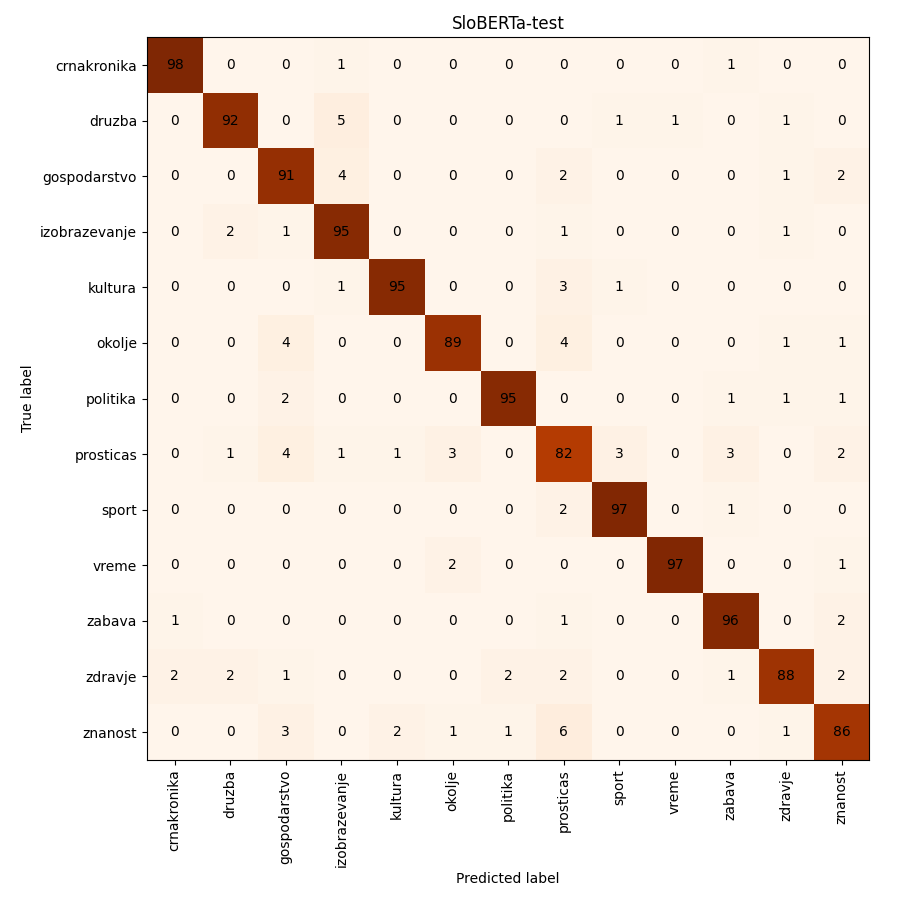 SloBERTa-test
crnakronika 98 0 0 1 0 0 0 0 0 0 1 0 0
druzba 0 92 0 5 0 0 0 0 1 1 0 1 0
gospodarstvo 0 0 91 4 0 0 0 2 0 0 0 1 2
izobrazevanje 0 2 1 95 0 0 0 1 0 0 0 1 0
kultura 0 0 0 1 95 0 0 3 1 0 0 0 0
okolje 0 0 4 0 0 89 0 4 0 0 0 1 1
politika 0 0 2 0 0 0 95 0 0 0 1 1 1
prosticas 0 1 4 1 1 3 0 82 3 0 3 0 2
sport 0 0 0 0 0 0 0 2 97 0 1 0 0
vreme 0 0 0 0 0 2 0 0 0 97 0 0 1
zabava 1 0 0 0 0 0 0 1 0 0 96 0 2
zdravje 2 2 1 0 0 0 2 2 0 0 1 88 2
znanost 0 0 3 0 2 1 1 6 0 0 0 1 86
True label
crnakronika druzba gospodarstvo izobrazevanje kultura okolje politika prosticas sport vreme zabava zdravje znanost
Predicted label